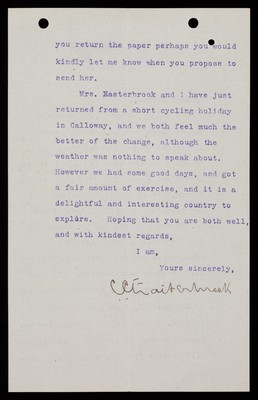 you return the paper perhaps you would
kindly let me know when you propose to
send her.
Mrs. Easterbrook and I have just
returned from a short cycling holiday
in Galloway, and we both feel much the
better of the change, although the
weather was nothing to speak about.
However we had some good days, and got
a fair amount of exercise, and it is a
delightful and interesting country to
explore. Hoping that you are both well,
and with kindest regards,
I am,
Yours sincerely,
CC Easterbrook